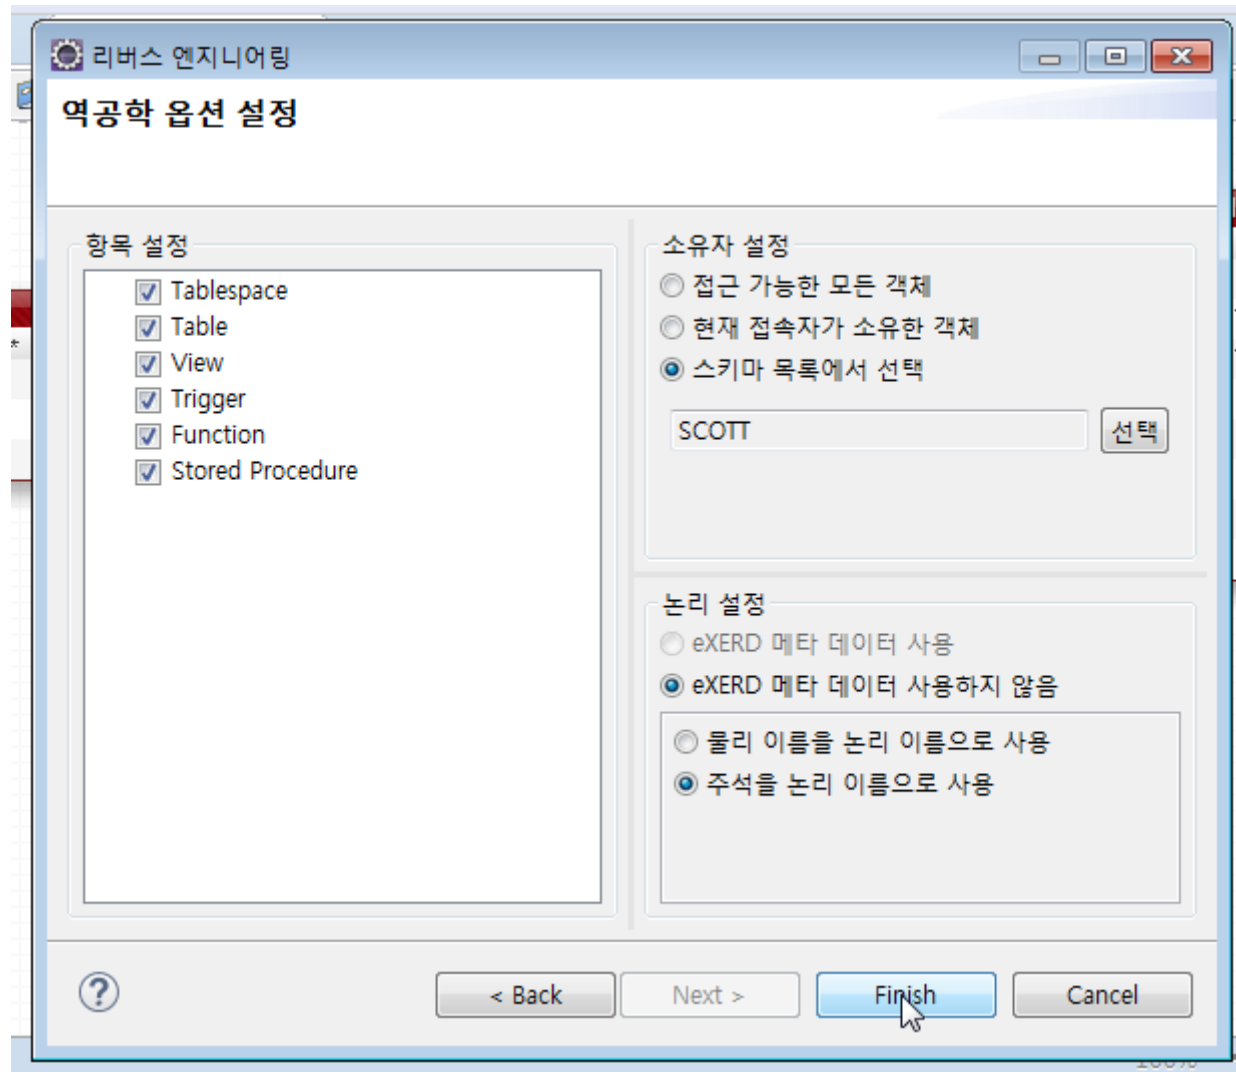 리버스 엔지니어링
역공학 옵션 설정
항목 설정
Tablespace
Table
View
Trigger
Function
Stored Procedure
소유자 설정
접근 가능한 모든 객체
현재 접속자가 소유한 객체
스키마 목록에서 선택
SCOTT
선택
논리 설정
eXERD 메타 데이터 사용
eXERD 메타 데이터 사용하지 않음
물리 이름을 논리 이름으로 사용
주석을 논리 이름으로 사용
?
< Back
Next >
Finish
Cancel
100%